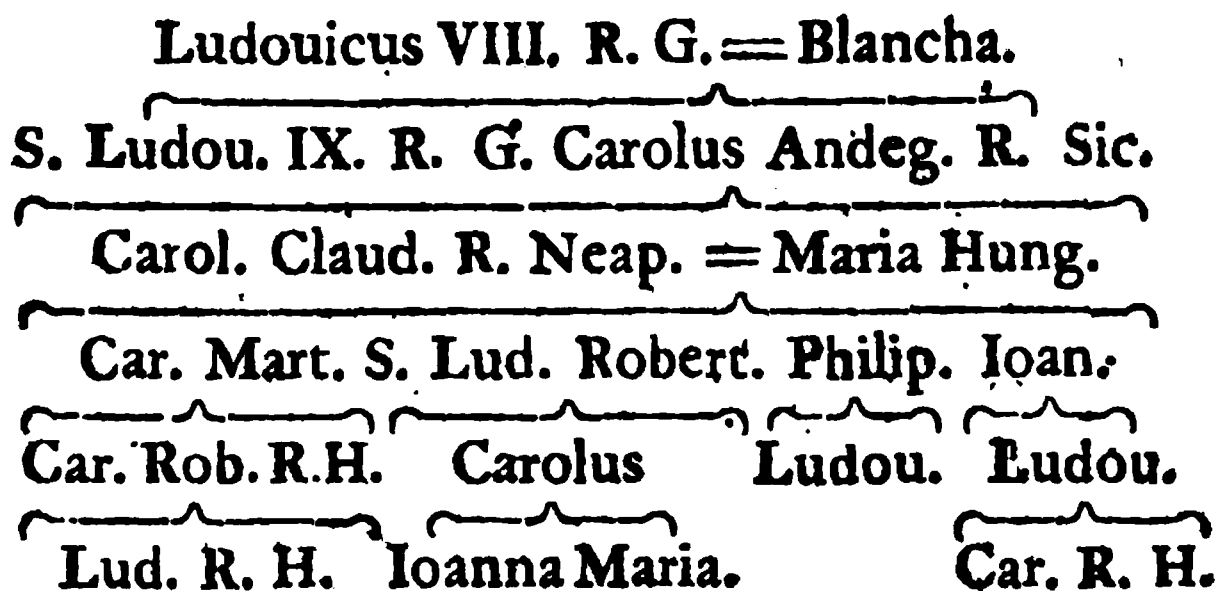 Ludouicus VIII. R. G. = Blancha.
S. Ludou. IX. R. G. Carolus Andeg. R. Sic.
Carol. Claud. R. Neap. = Maria Hung.
Car. Mart. S. Lud. Robert. Philip. Ioan.
Car. Rob. R.H. Carolus Ludou. Ludou.
Lud. R. H. Ioanna Maria. Car. R. H.